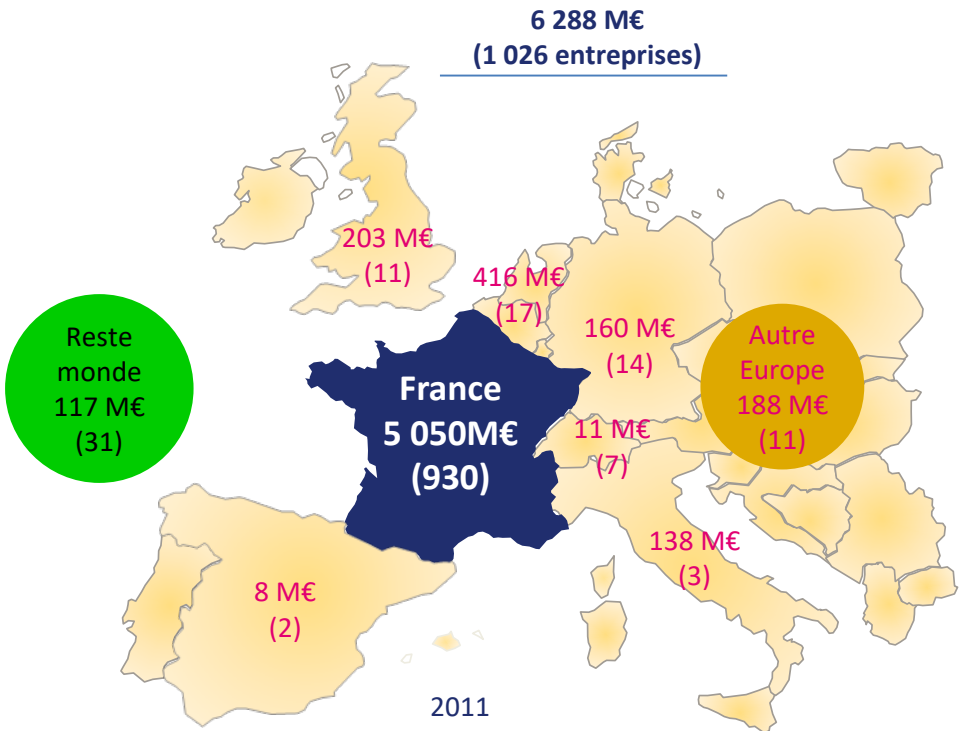 6 288 M€
(1 026 entreprises)
203 M€
(11)
416 M€
(17)
160 M€
(14)
Autre
Europe
188 M€
(11)
Reste
monde
117 M€
(31)
France
5 050M€
(930)
11 M€
(7)
138 M€
(3)
8 M€
(2)
2011